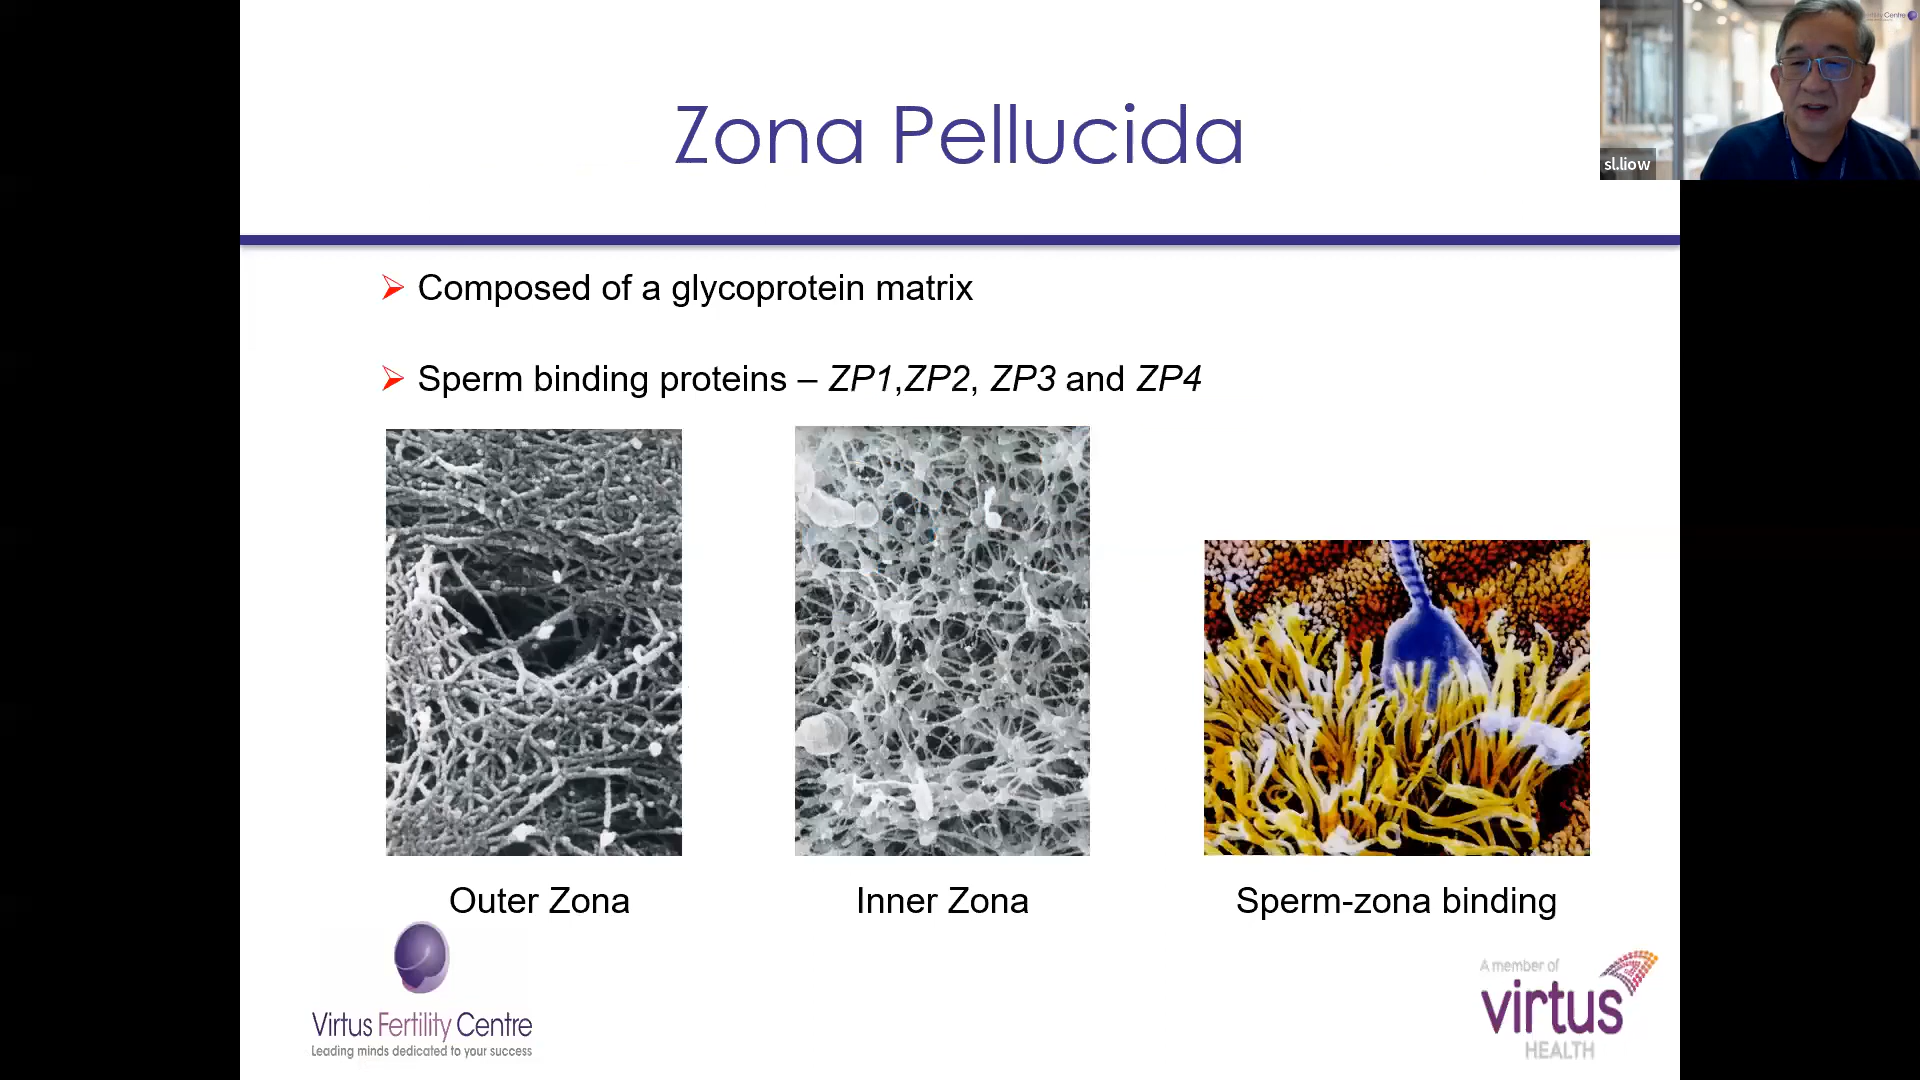 Zona Pellucida
sl.liow
Composed of a glycoprotein matrix
Sperm binding proteins – ZP1,ZP2, ZP3 and ZP4
Outer Zona
Inner Zona
Sperm-zona binding
Virtus Fertility Centre
Leading minds dedicated to your success
A member of
virtus
HEALTH